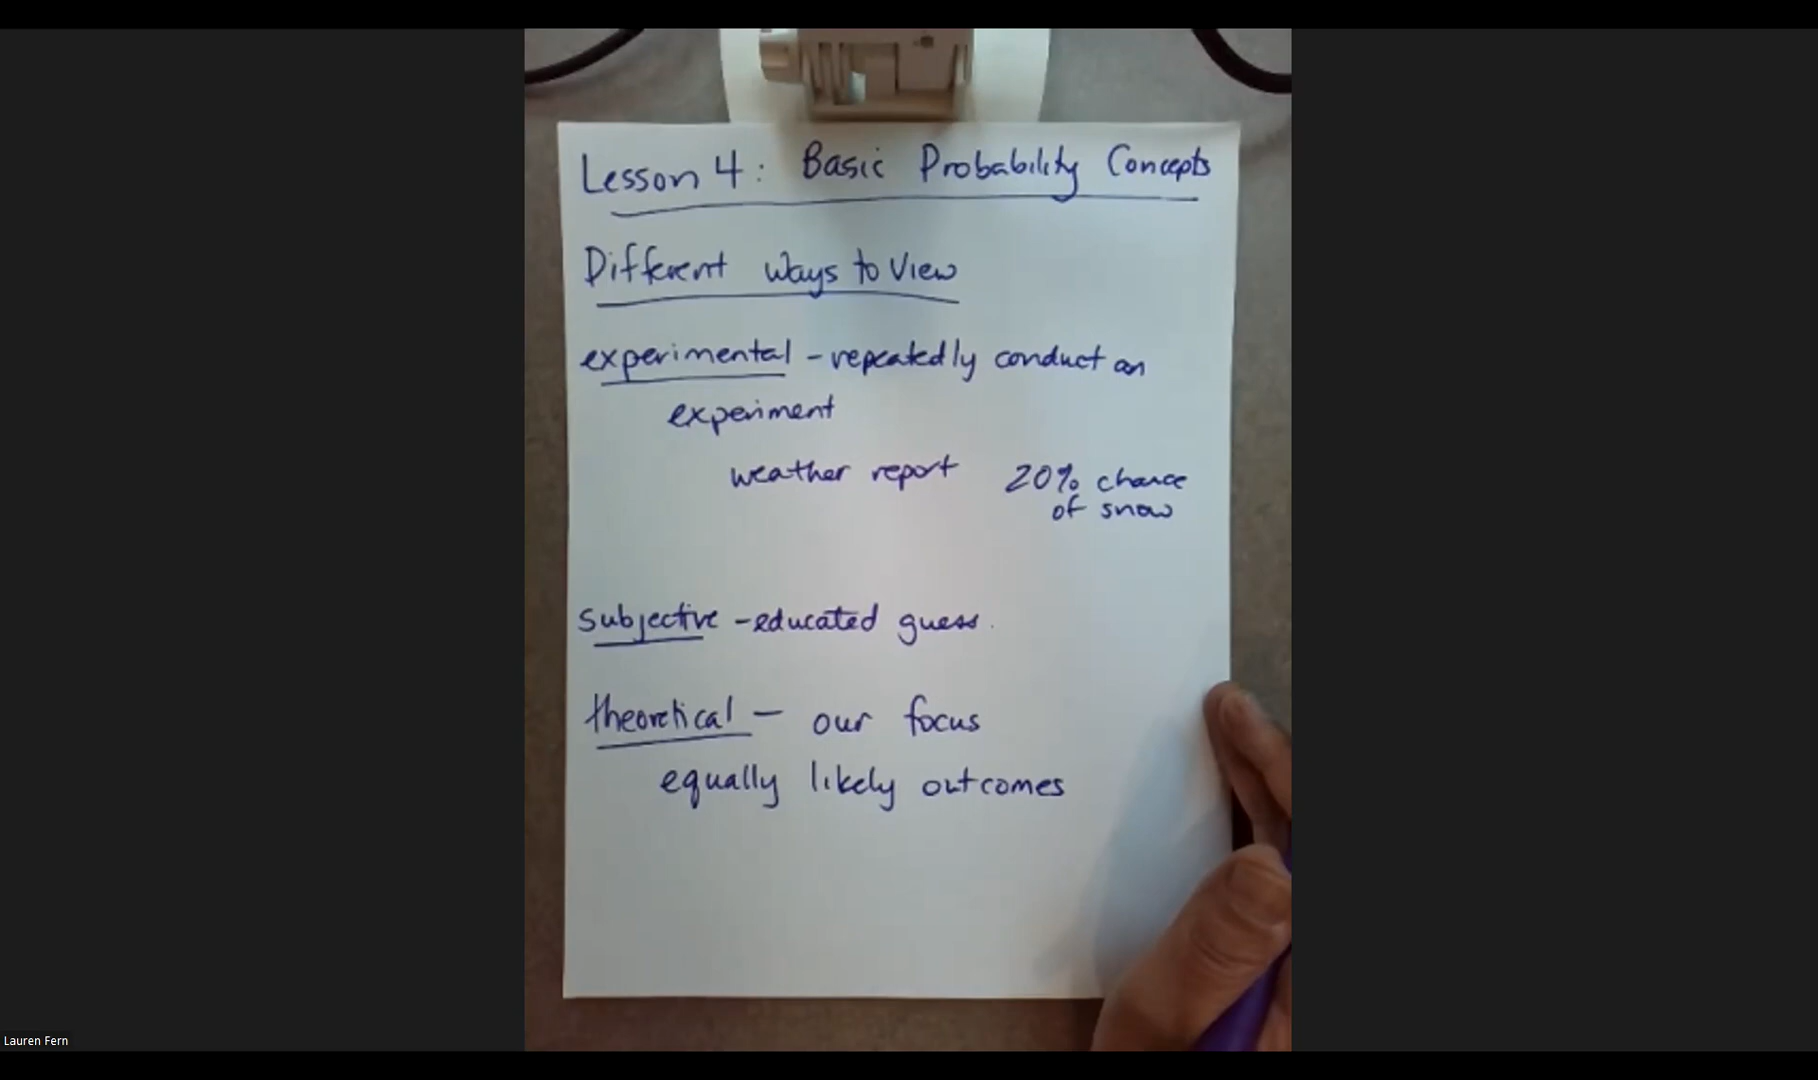 Lesson 4: Basic Probability Concepts
Different Ways to View
experimental - repeatedly conduct an
experiment
weather report 20% chance
of snow
subjective - educated guess.
theoretical - our focus
equally likely outcomes
Lauren Fern